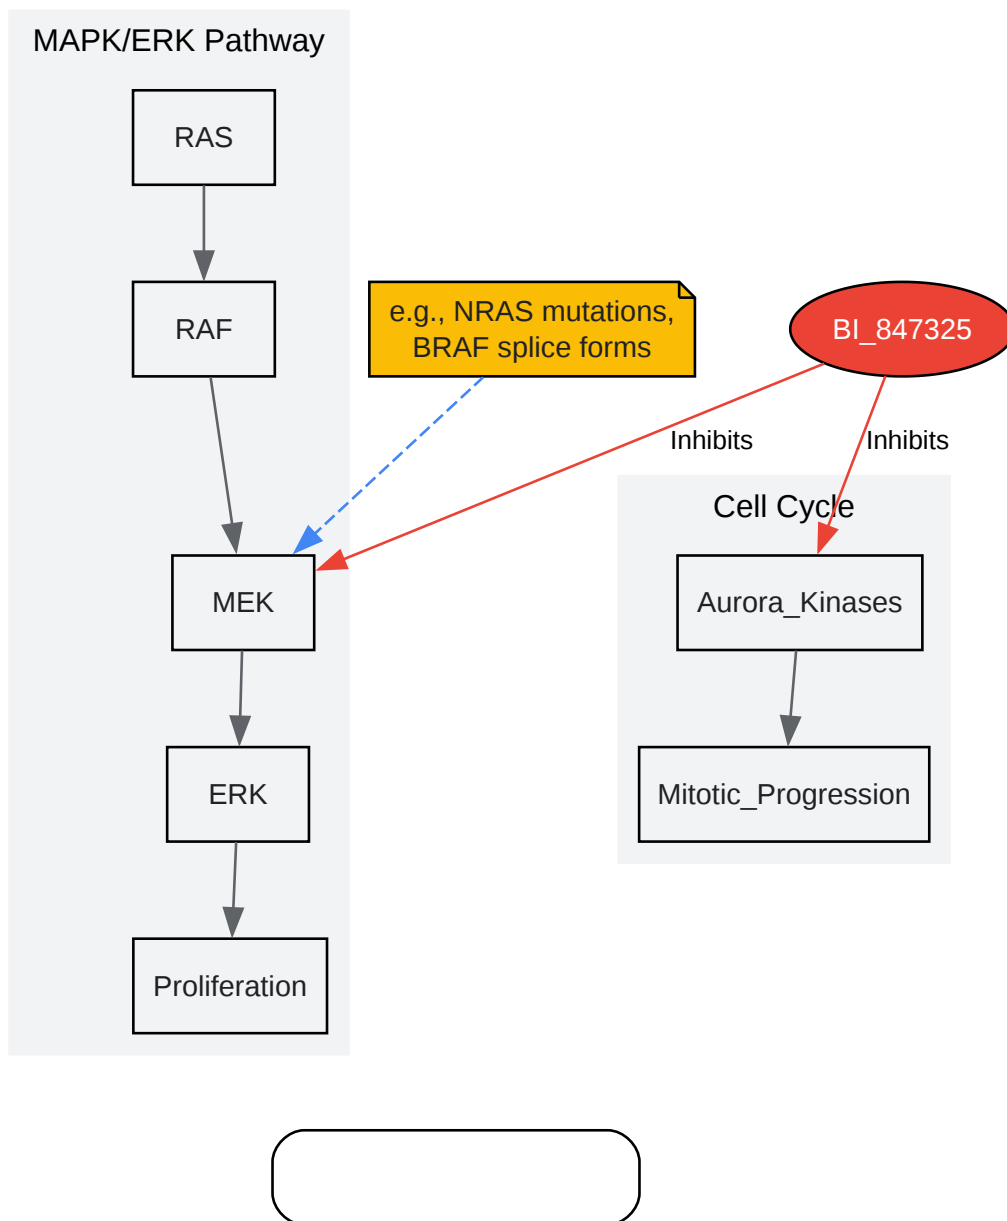 MAPK/ERK Pathway
RAS
RAF
e.g., NRAS mutations,
BRAF splice forms
BI_847325
Inhibits
Inhibits
Cell Cycle
MEK
Aurora_Kinases
ERK
Mitotic_Progression
Proliferation